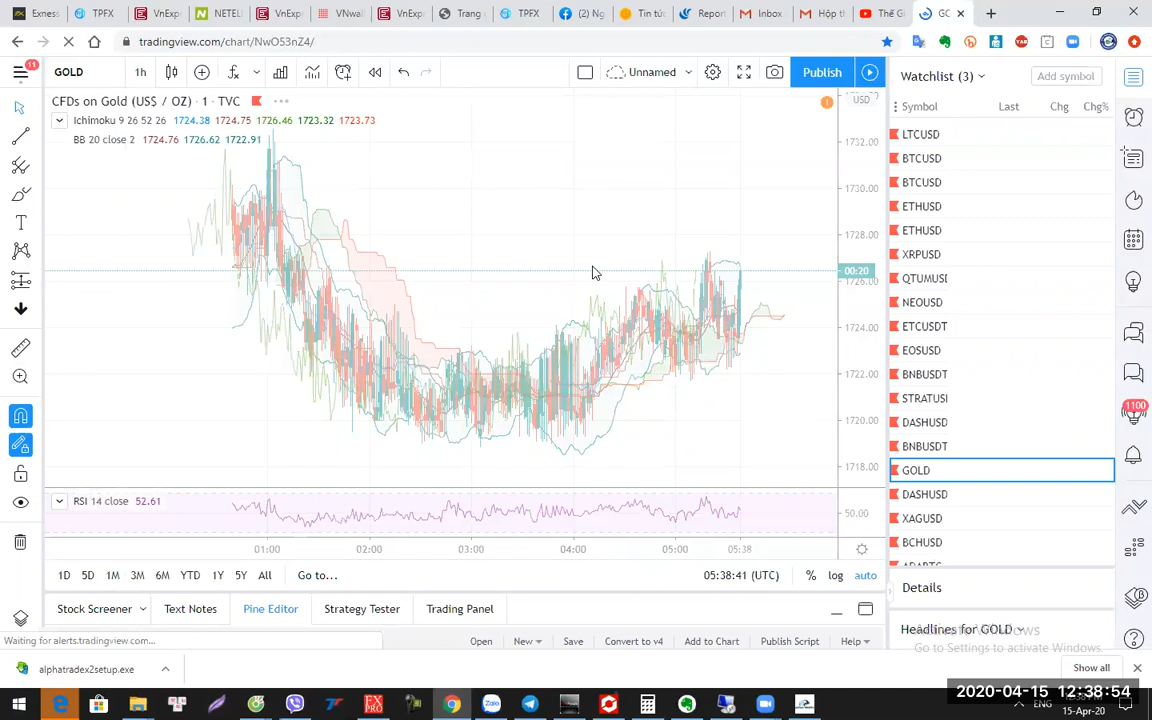 Exness
TPFX
VnExp
NETELL
VnExp
VNwall
VnExp
Trang
TPFX
(2) Ng
Tin tức
Report
Inbox
Hộp th
Thế Gi
GO
tradingview.com/chart/NwO53nZ4/
11
GOLD
1h
Unnamed
Publish
Watchlist (3)
Add symbol
CFDs on Gold (US$ / OZ) · 1 · TVC
USD
Symbol Last Chg Chg%
Ichimoku 9 26 52 26 1724.38 1724.75 1726.46 1723.32 1723.73
BB 20 close 2 1724.76 1726.62 1722.91
1732.00
1730.00
1728.00
00:20
1726.00
1724.00
1722.00
1720.00
1718.00
LTCUSD
BTCUSD
BTCUSD
ETHUSD
ETHUSD
XRPUSD
QTUMUSD
NEOUSD
ETCUSDT
EOSUSD
BNBUSDT
STRATUSD
DASHUSD
BNBUSDT
GOLD
DASHUSD
XAGUSD
BCHUSD
1100
RSI 14 close 52.61
50.00
01:00 02:00 03:00 04:00 05:00 05:38
1D 5D 1M 3M 6M YTD 1Y 5Y All Go to...
05:38:41 (UTC) % log auto
Details
Stock Screener Text Notes Pine Editor Strategy Tester Trading Panel
Headlines for GOLD
Activate Windows
Go to Settings to activate Windows.
Waiting for alerts.tradingview.com...
Open New Save Convert to v4 Add to Chart Publish Script Help
alphatradex2setup.exe
Show all
2020-04-15 12:38:54
ENG
15-Apr-20